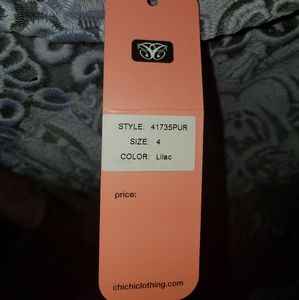 STYLE: 41735PUR
SIZE: 4
COLOR: Lilac
price:
chichiclothing.com